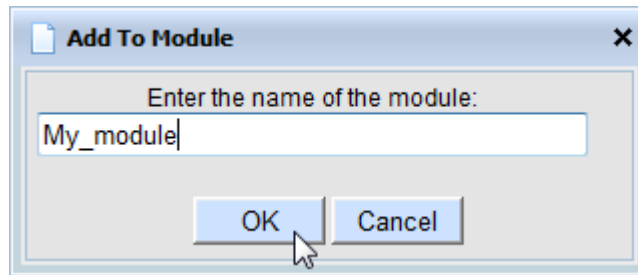 Add To Module
Enter the name of the module:
My_module
OK Cancel